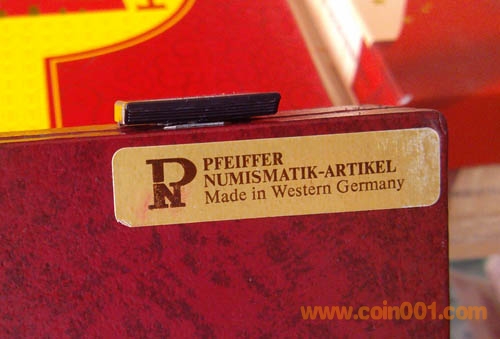 PN
PFEIFFER
NUMISMATIK-ARTIKEL
Made in Western Germany
www.coin001.com